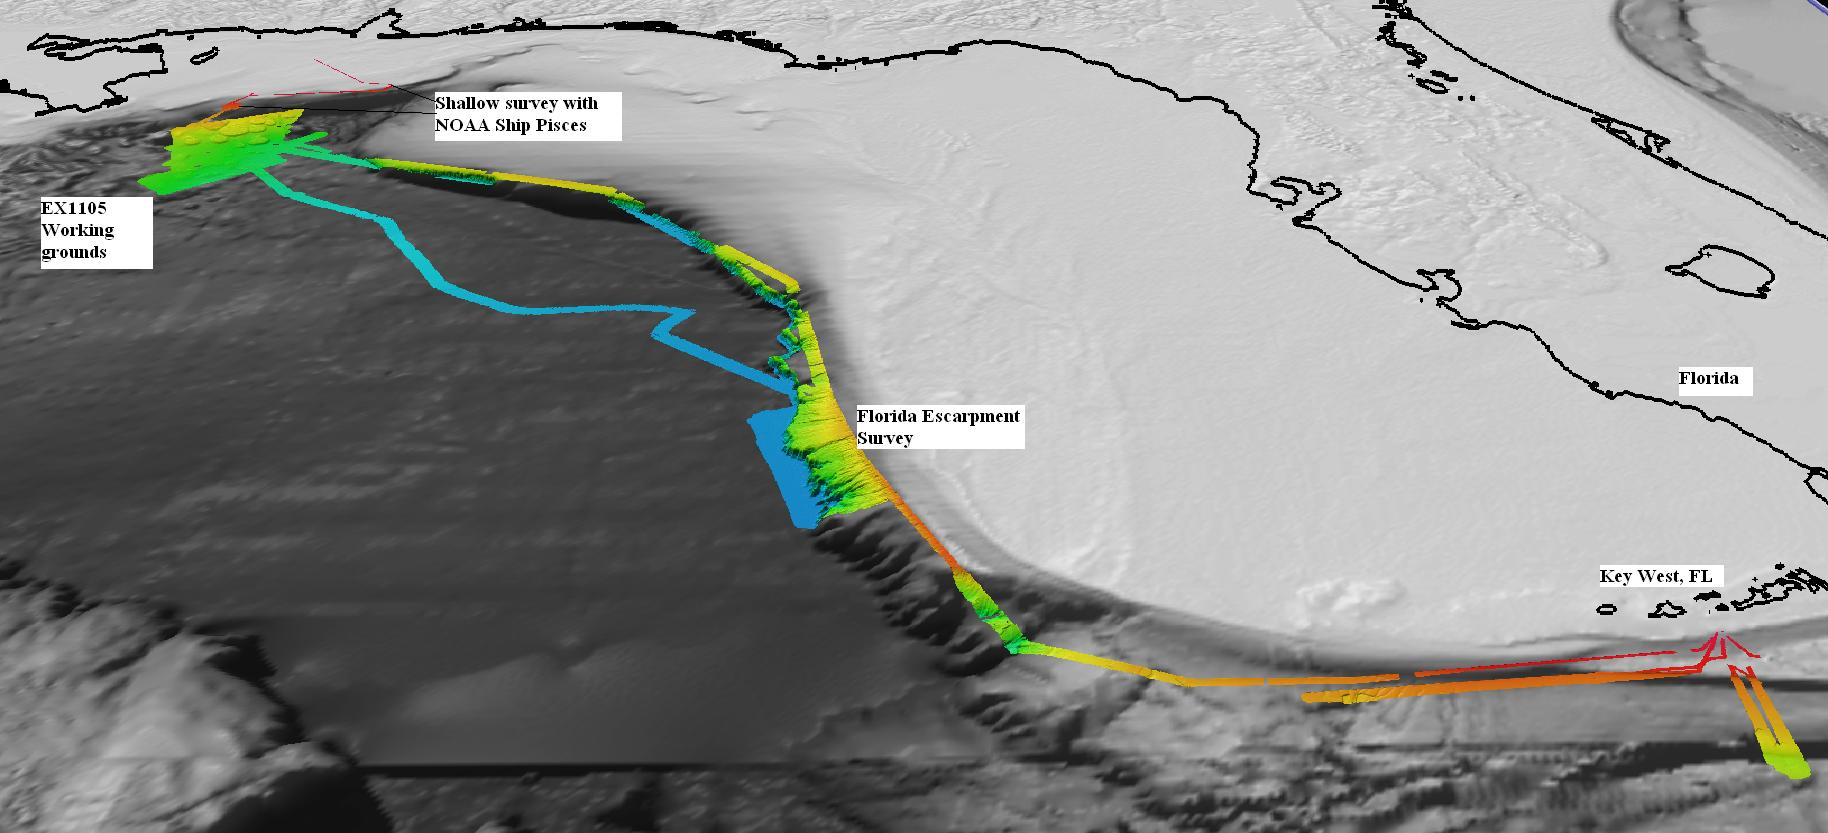 Shallow survey with
NOAA Ship Pisces
EX1105
Working
grounds
Florida
Florida Escarpment
Survey
Key West, FL